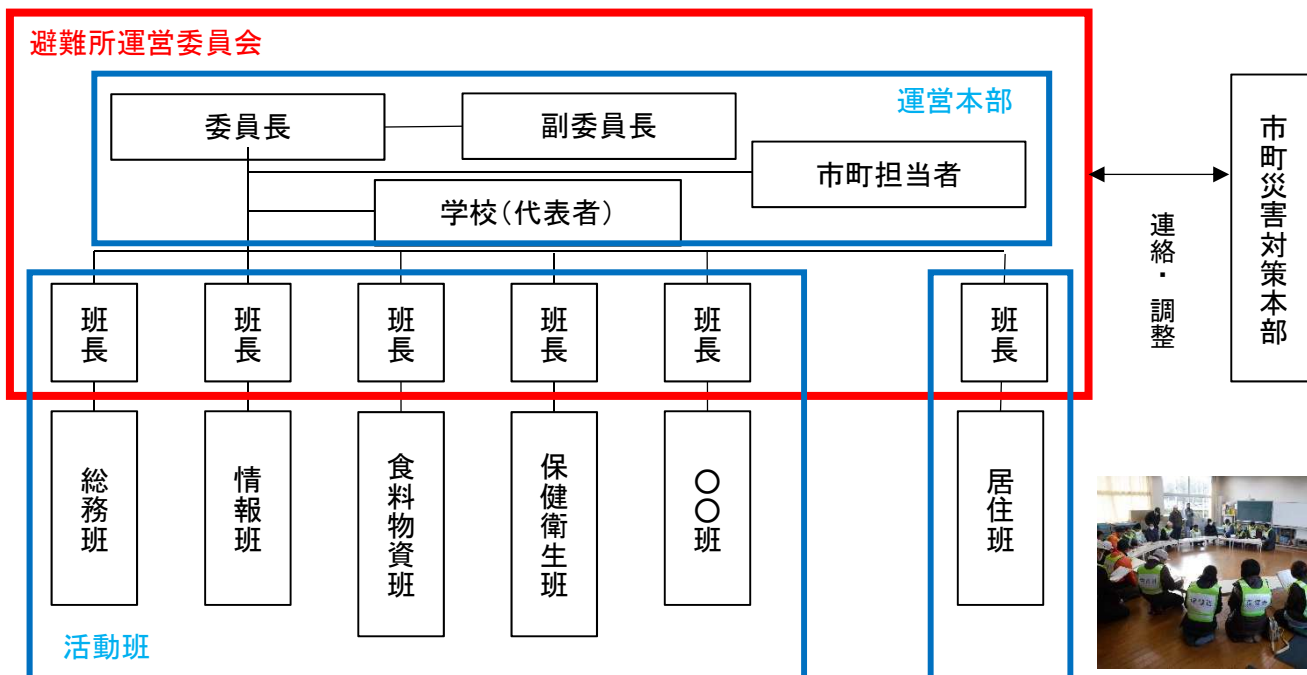 避難所運営委員会
運営本部
委員長
副委員長
市町担当者
学校(代表者)
市町災害対策本部
連絡・調整
班長
班長
班長
班長
班長
班長
総務班
情報班
食料物資班
保健衛生班
〇〇班
居住班
活動班